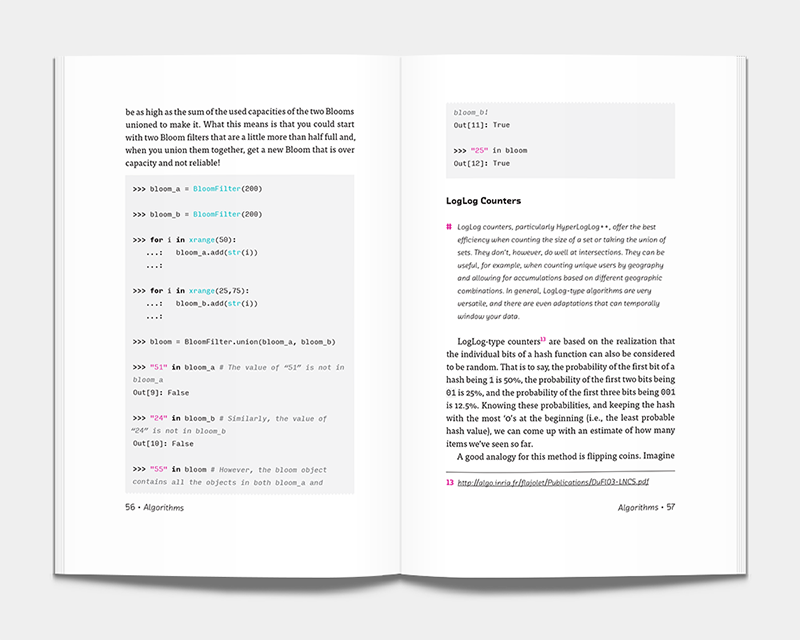 be as high as the sum of the used capacities of the two Blooms
unioned to make it. What this means is that you could start
with two Bloom filters that are a little more than half full and,
when you union them together, get a new Bloom that is over
capacity and not reliable!
>>> bloom_a = BloomFilter(200)
>>> bloom_b = BloomFilter(200)
>>> for i in xrange(50):
...: bloom_a.add(str(i))
...:
>>> for i in xrange(25,75):
...: bloom_b.add(str(i))
...:
>>> bloom = BloomFilter.union(bloom_a, bloom_b)
>>> "51" in bloom_a # The value of “51” is not in
bloom_a
Out[9]: False
>>> "24" in bloom_b # Similarly, the value of
“24” is not in bloom_b
Out[10]: False
>>> "55" in bloom # However, the bloom object
contains all the objects in both bloom_a and
56 • Algorithms
bloom_b!
Out[11]: True
>>> "25" in bloom
Out[12]: True
LogLog Counters
# LogLog counters, particularly HyperLogLog++, offer the best
efficiency when counting the size of a set or taking the union of
sets. They don't, however, do well at intersections. They can be
useful, for example, when counting unique users by geography
and allowing for accumulations based on different geographic
combinations. In general, LogLog-type algorithms are very
versatile, and there are even adaptations that can temporally
window your data.
LogLog-type counters13 are based on the realization that
the individual bits of a hash function can also be considered
to be random. That is to say, the probability of the first bit of a
hash being 1 is 50%, the probability of the first two bits being
01 is 25%, and the probability of the first three bits being 001
is 12.5%. Knowing these probabilities, and keeping the hash
with the most ‘0’s at the beginning (i.e., the least probable
hash value), we can come up with an estimate of how many
items we’ve seen so far.
A good analogy for this method is flipping coins. Imagine
13 http://algo.inria.fr/flajolet/Publications/DuFl03-LNCS.pdf
Algorithms • 57